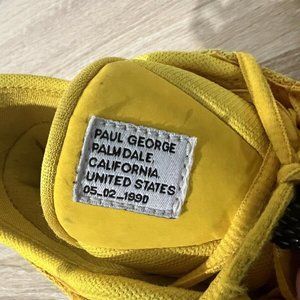 PAUL GEORGE
PALMDALE,
CALIFORNIA
UNITED STATES
05_02_1990